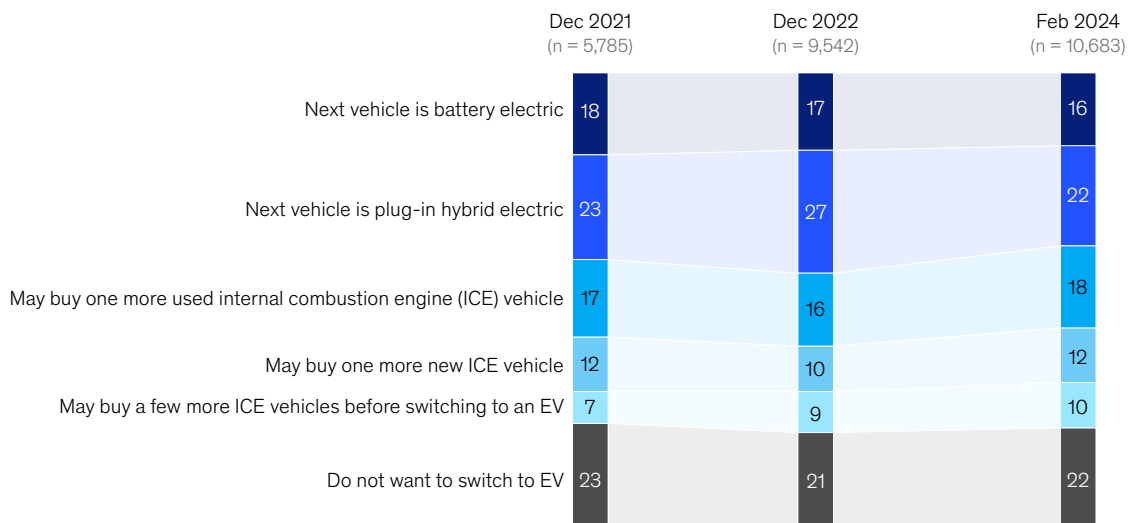 Dec 2021 Dec 2022 Feb 2024
(n = 5,785) (n = 9,542) (n = 10,683)
Next vehicle is battery electric 18 17 16
Next vehicle is plug-in hybrid electric 23 27 22
May buy one more used internal combustion engine (ICE) vehicle 17 16 18
May buy one more new ICE vehicle 12 10 12
May buy a few more ICE vehicles before switching to an EV 7 9 10
Do not want to switch to EV 23 21 22